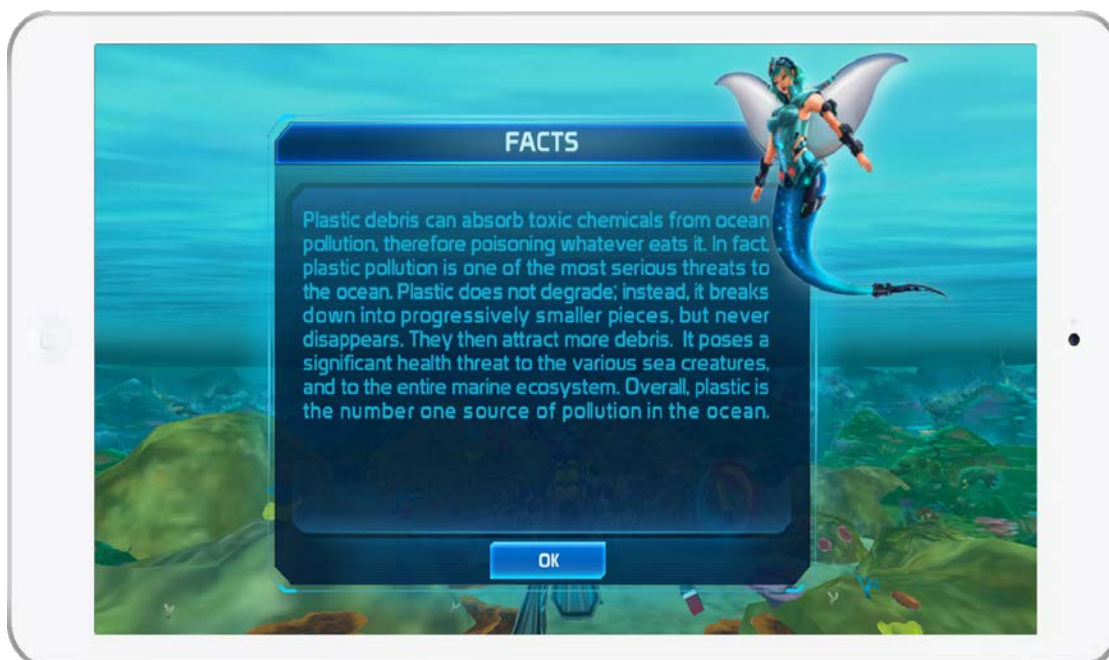 FACTS
Plastic debris can absorb toxic chemicals from ocean
pollution, therefore poisoning whatever eats it. In fact,
plastic pollution is one of the most serious threats to
the ocean. Plastic does not degrade; instead, it breaks
down into progressively smaller pieces, but never
disappears. They then attract more debris. It poses a
significant health threat to the various sea creatures,
and to the entire marine ecosystem. Overall, plastic is
the number one source of pollution in the ocean.
OK